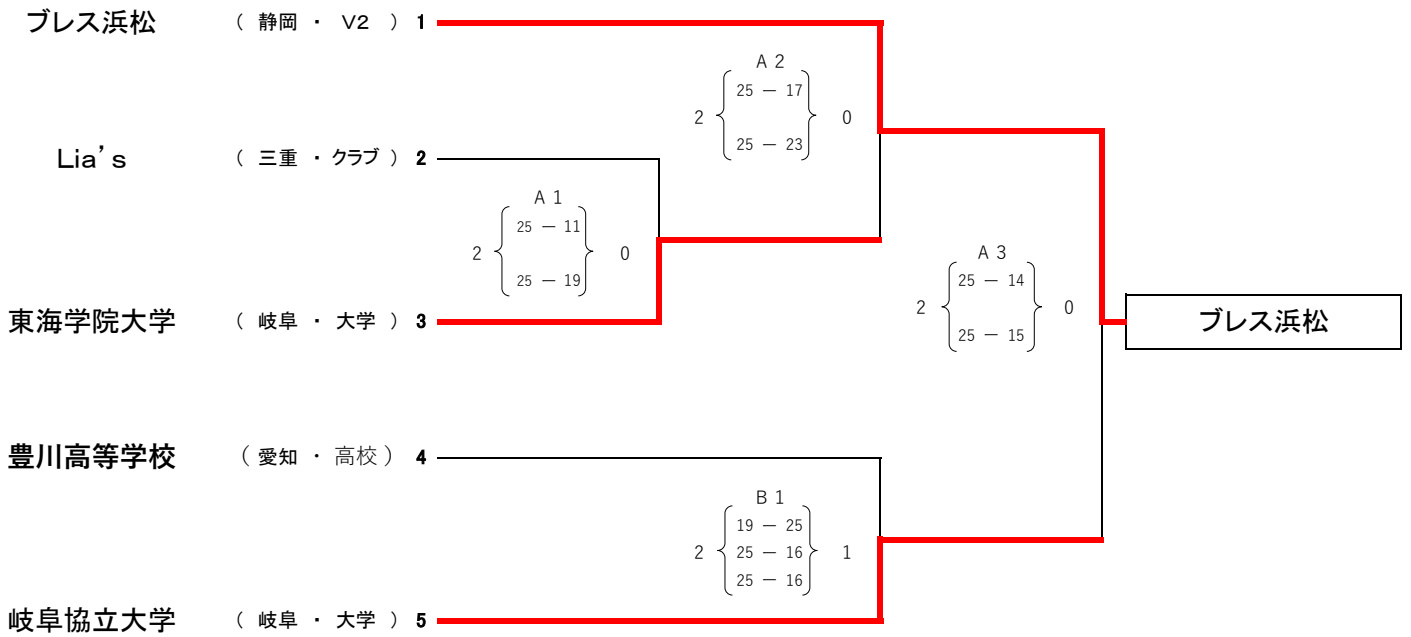 ブレス浜松 （ 静岡 ・ V2 ） 1
A 2
25 － 17
2 0
25 － 23
Lia’s （ 三重 ・ クラブ ） 2
A 1
25 － 11
2 0
25 － 19
A 3
25 － 14
2 0
25 － 15
東海学院大学 （ 岐阜 ・ 大学 ） 3
ブレス浜松
豊川高等学校 （ 愛知 ・ 高校 ） 4
B 1
19 － 25
2 25 － 16 1
25 － 16
岐阜協立大学 （ 岐阜 ・ 大学 ） 5